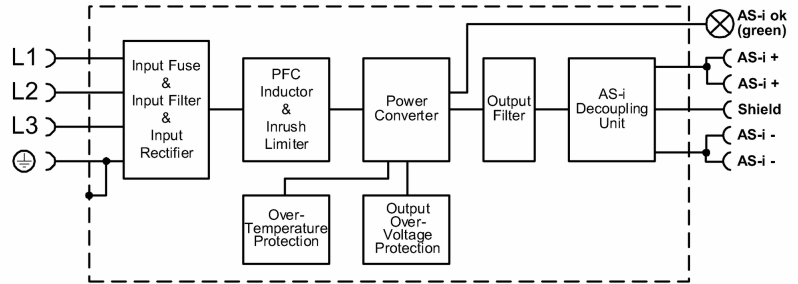 L1
L2
L3
Input Fuse
&
Input Filter
&
Input
Rectifier
PFC
Inductor
&
Inrush
Limiter
Power
Converter
Output
Filter
AS-i
Decoupling
Unit
Over-
Temperature
Protection
Output
Over-
Voltage
Protection
AS-i ok
(green)
AS-i +
AS-i +
Shield
AS-i -
AS-i -